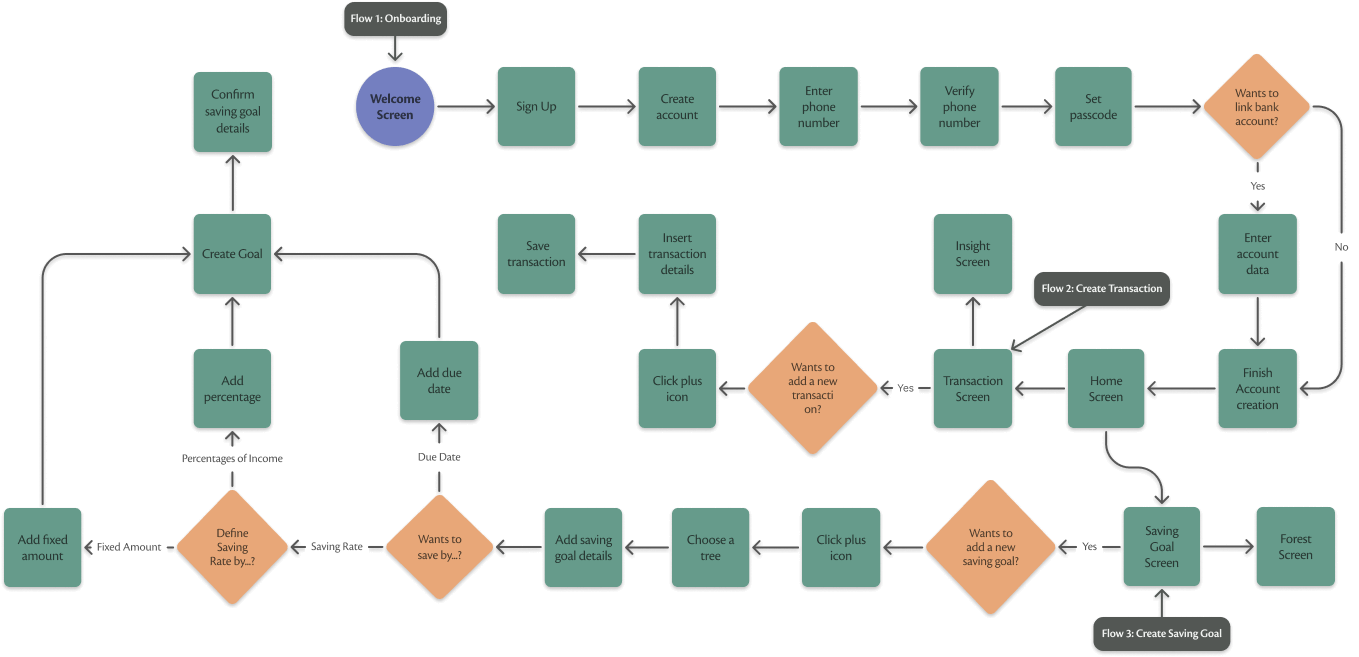 Flow 1: Onboarding
Confirm
saving goal
details
Welcome
Screen
Sign Up
Create
account
Enter
phone
number
Verify
phone
number
Set
passcode
Wants to
link bank
account?
Yes
No
Create Goal
Save
transaction
Insert
transaction
details
Insight
Screen
Enter
account
data
Flow 2: Create Transaction
Add
percentage
Add due
date
Click plus
icon
Wants to
add a new
transacti
on?
Yes
Transaction
Screen
Home
Screen
Finish
Account
creation
Percentages of Income
Due Date
Add fixed
amount
Fixed Amount
Define
Saving
Rate by...?
Saving Rate
Wants to
save by...?
Add saving
goal details
Choose a
tree
Click plus
icon
Wants to
add a new
saving goal?
Yes
Saving
Goal
Screen
Forest
Screen
Flow 3: Create Saving Goal